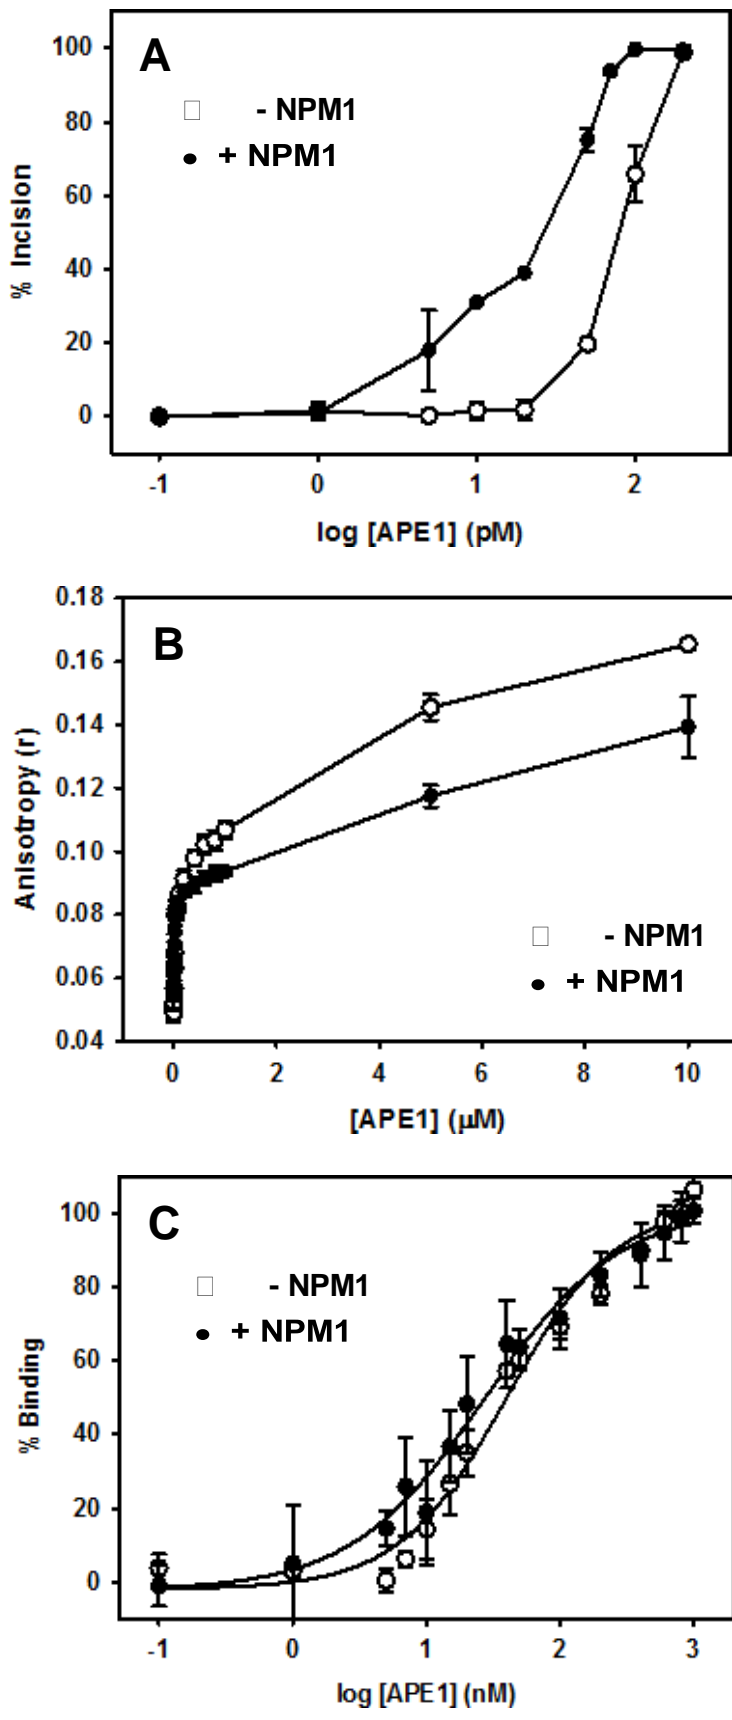 A
- NPM1
+ NPM1
100
80
60
40
20
0
% Incision
-1 0 1 2
log [APE1] (pM)
B
0.18
0.16
0.14
0.12
0.10
0.08
0.06
0.04
Anisotropy (r)
- NPM1
+ NPM1
0 2 4 6 8 10
[APE1] (µM)
C
- NPM1
+ NPM1
100
80
60
40
20
0
% Binding
-1 0 1 2 3
log [APE1] (nM)